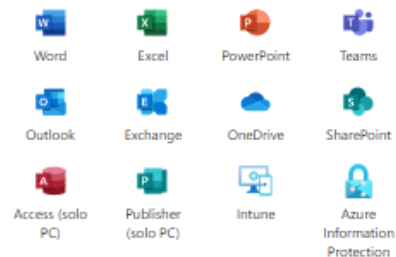 Word Excel PowerPoint Teams
Outlook Exchange OneDrive SharePoint
Access (solo PC)
Publisher (solo PC)
Intune
Azure Information Protection